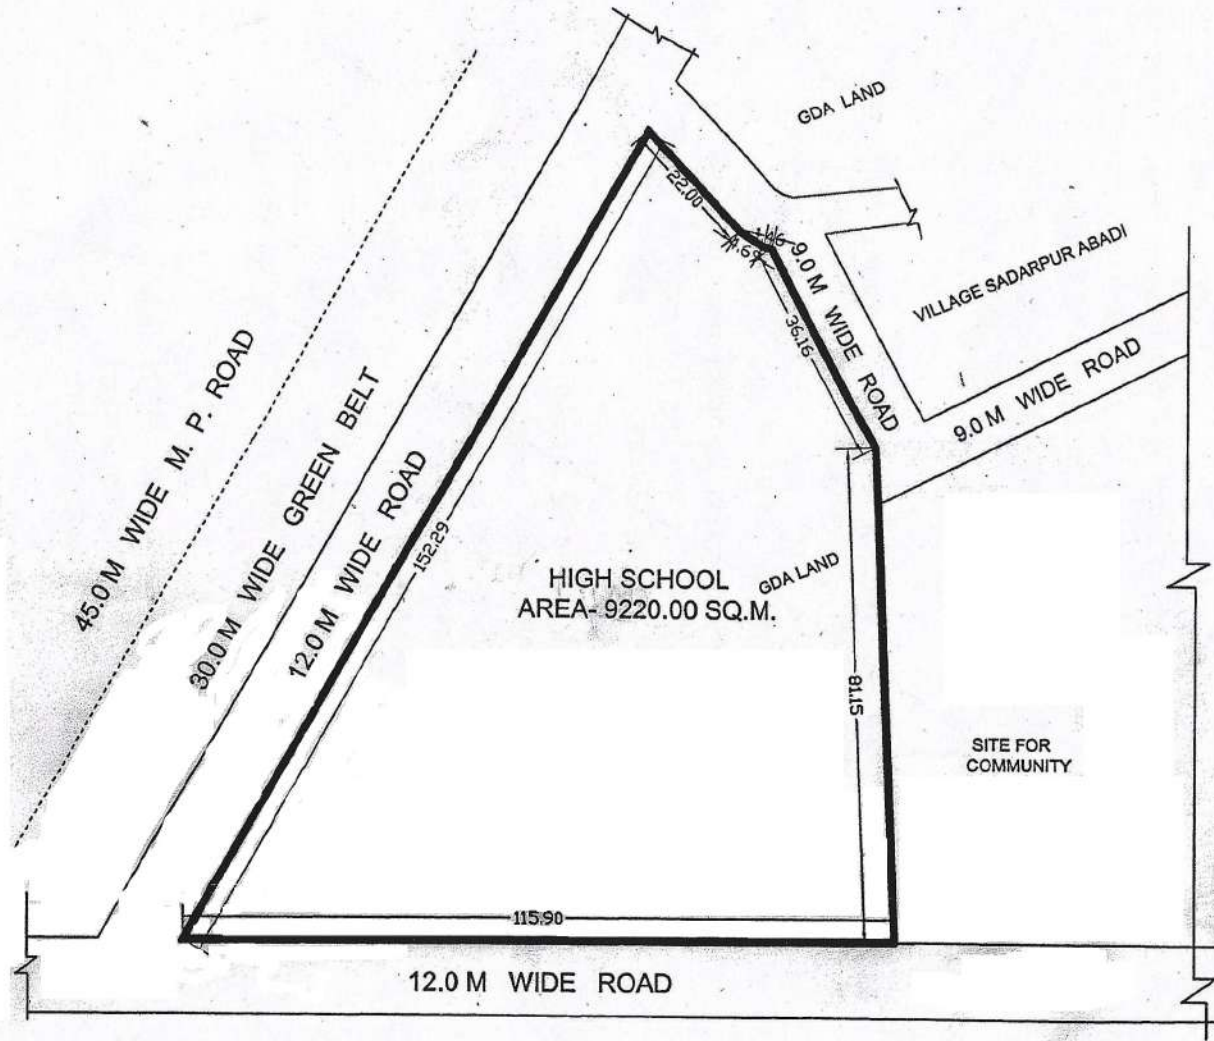 GDA LAND
22.00
9.0 M WIDE ROAD
VILLAGE SADARPUR ABADI
36.16
9.0 M WIDE ROAD
45.0 M WIDE M. P. ROAD
30.0 M WIDE GREEN BELT
12.0 M WIDE ROAD
152.29
HIGH SCHOOL
AREA- 9220.00 SQ.M.
GDA LAND
81.15
SITE FOR
COMMUNITY
115.90
12.0 M WIDE ROAD